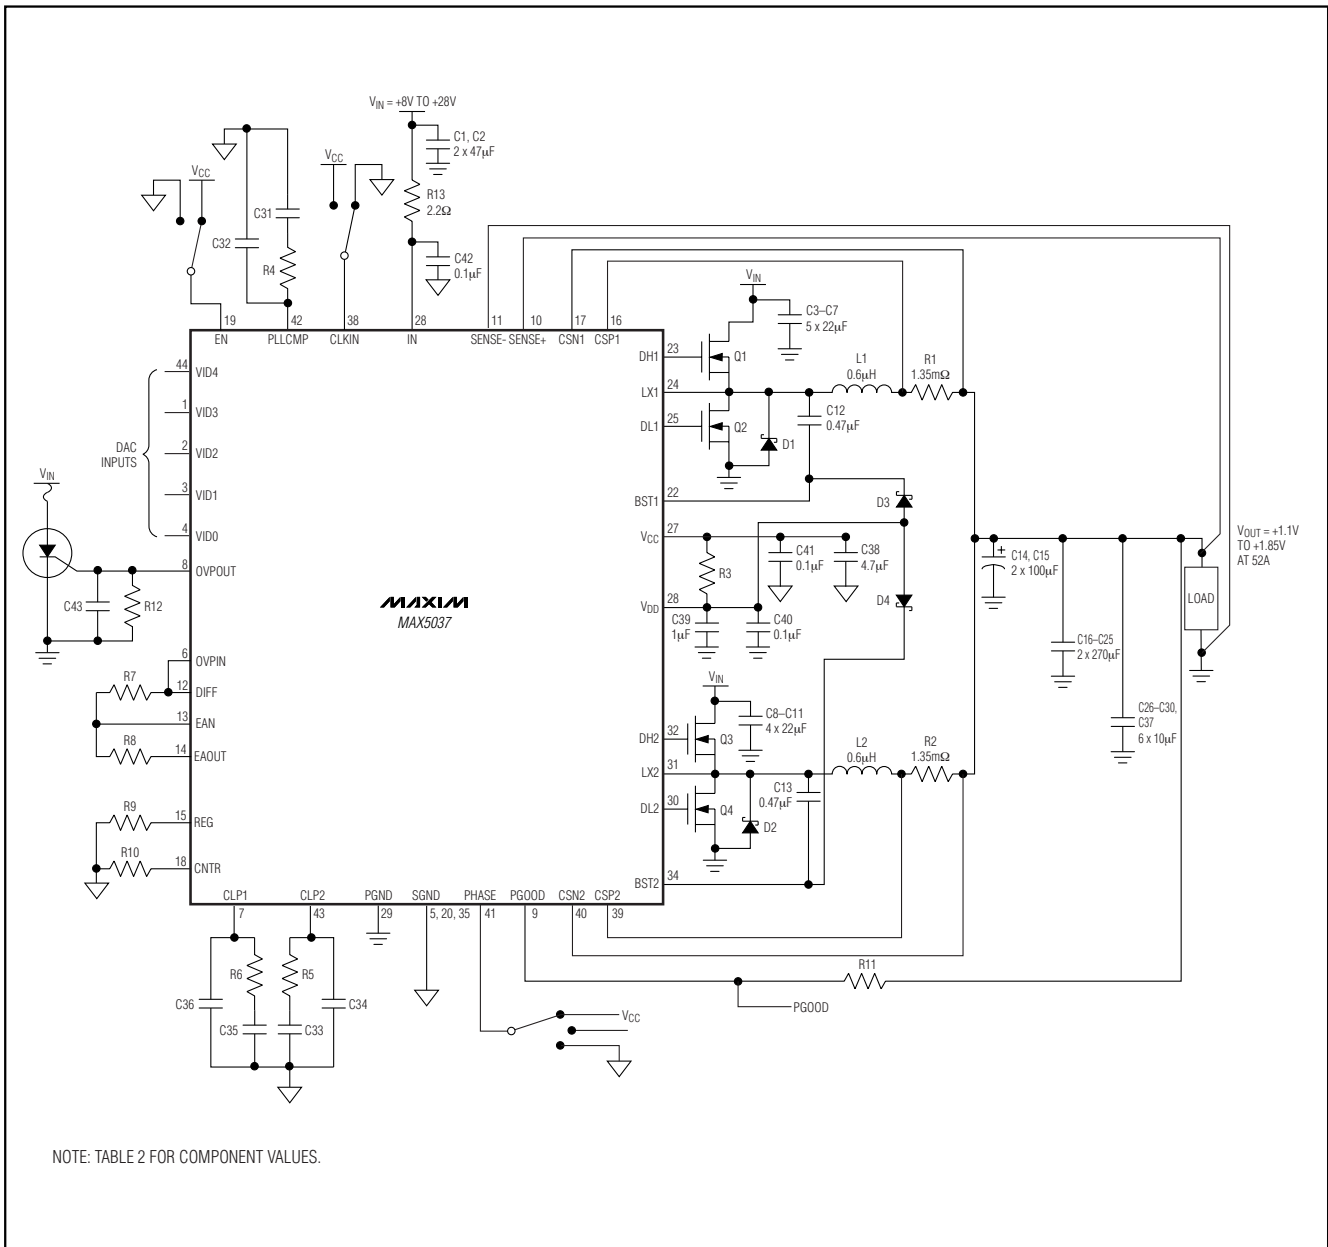 VIN = +8V TO +28V
C1, C2
2 x 47µF
VCC
VCC
R13
2.2Ω
C31
C32
R4
C42
0.1µF
VIN
C3–C7
5 x 22µF
19
42
38
28
11
10
17
16
EN
PLLCMP
CLKIN
IN
SENSE-
SENSE+
CSN1
CSP1
44
VID4
1
VID3
2
VID2
3
VID1
4
VID0
DAC
INPUTS
VIN
8
OVPOUT
C43
R12
6
OVPIN
R7
12
DIFF
13
EAN
R8
14
EAOUT
R9
15
REG
R10
18
CNTR
MAXIM
MAX5037
DH1
23
Q1
LX1
24
L1
0.6µH
R1
1.35mΩ
DL1
25
Q2
D1
C12
0.47µF
BST1
22
D3
VCC
27
R3
C41
0.1µF
C38
4.7µF
VDD
28
D4
C39
1µF
C40
0.1µF
C14, C15
2 x 100µF
+
VOUT = +1.1V
TO +1.85V
AT 52A
LOAD
C16–C25
2 x 270µF
C26–C30,
C37
6 x 10µF
VIN
C8–C11
4 x 22µF
DH2
32
Q3
LX2
31
L2
0.6µH
R2
1.35mΩ
DL2
30
Q4
D2
C13
0.47µF
BST2
34
CLP1
CLP2
PGND
SGND
PHASE
PGOOD
CSN2
CSP2
7
43
29
5, 20, 35
41
9
40
39
R6
R5
C36
C35
C33
C34
R11
PGOOD
VCC
NOTE: TABLE 2 FOR COMPONENT VALUES.